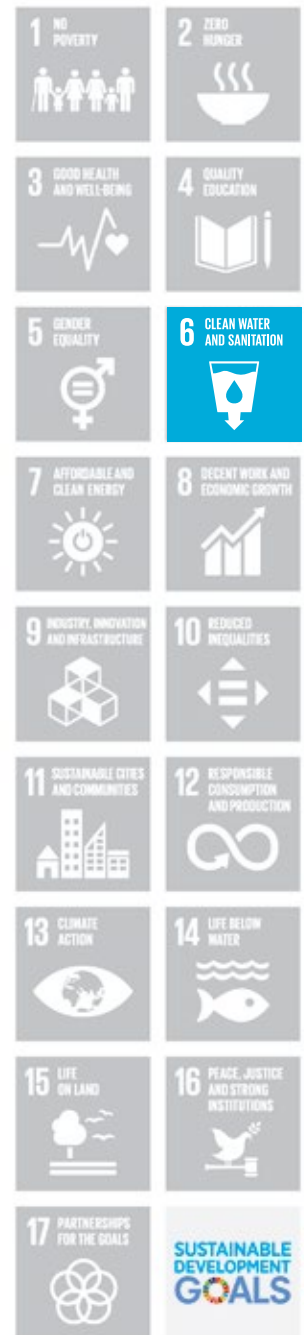 1 NO
POVERTY
2 ZERO
HUNGER
3 GOOD HEALTH
AND WELL-BEING
4 QUALITY
EDUCATION
5 GENDER
EQUALITY
6 CLEAN WATER
AND SANITATION
7 AFFORDABLE AND
CLEAN ENERGY
8 DECENT WORK AND
ECONOMIC GROWTH
9 INDUSTRY, INNOVATION
AND INFRASTRUCTURE
10 REDUCED
INEQUALITIES
11 SUSTAINABLE CITIES
AND COMMUNITIES
12 RESPONSIBLE
CONSUMPTION
AND PRODUCTION
13 CLIMATE
ACTION
14 LIFE BELOW
WATER
15 LIFE
ON LAND
16 PEACE, JUSTICE
AND STRONG
INSTITUTIONS
17 PARTNERSHIPS
FOR THE GOALS
SUSTAINABLE
DEVELOPMENT
GOALS